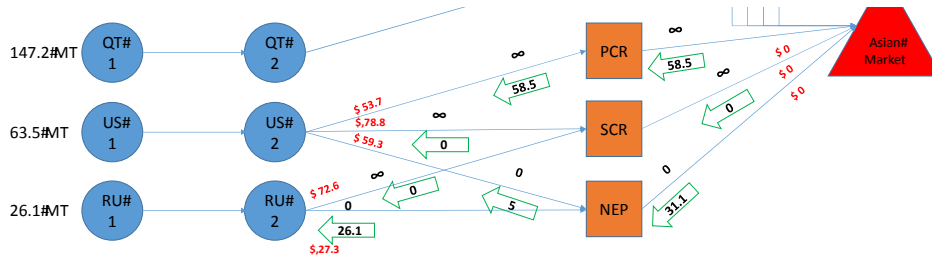 147.2#MT
QT#
1
QT#
2
∞
PCR
∞
58.5
58.5
$ 0
$ 0
$ 0
Asian#
Market
63.5#MT
US#
1
US#
2
$ 53.7
$,78.8
$ 59.3
∞
0
SCR
∞
0
26.1#MT
RU#
1
RU#
2
$ 72.6
∞
0
0
26.1
$,27.3
0
5
NEP
0
31.1